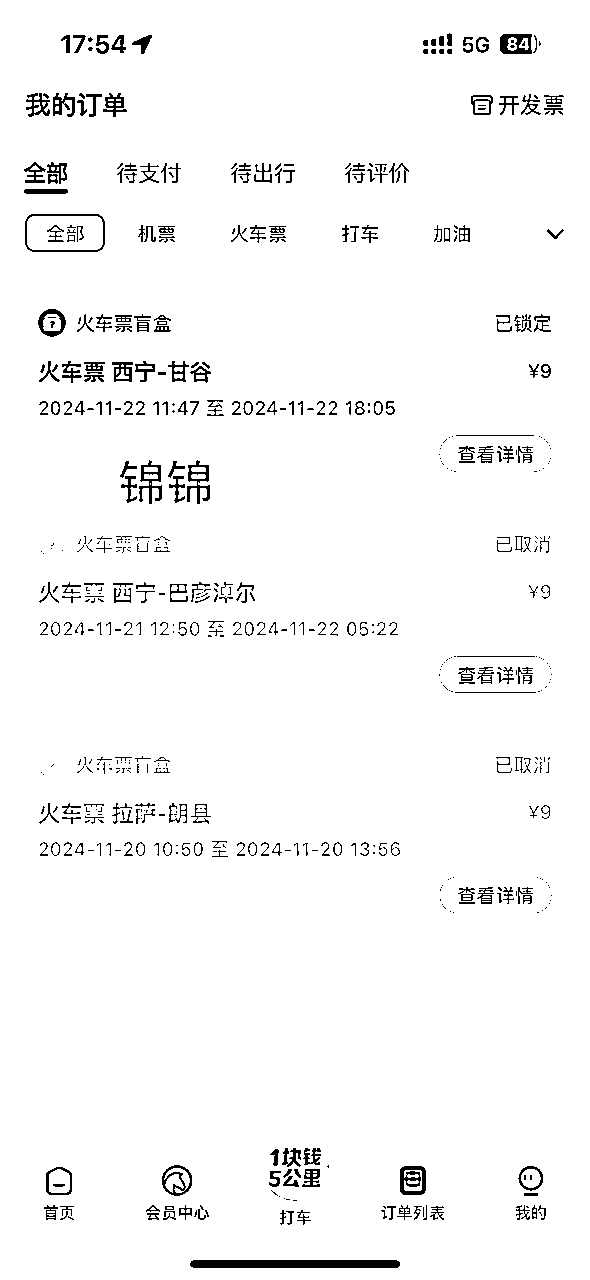 17:54 5G 84
我的订单 开发票
全部 待支付 待出行 待评价
全部 机票 火车票 打车 加油
火车票盲盒 已锁定
火车票 西宁-甘谷 ¥9
2024-11-22 11:47 至 2024-11-22 18:05
查看详情
锦锦
火车票盲盒 已取消
火车票 西宁-巴彦淖尔 ¥9
2024-11-21 12:50 至 2024-11-22 05:22
查看详情
火车票盲盒 已取消
火车票 拉萨-朗县 ¥9
2024-11-20 10:50 至 2024-11-20 13:56
查看详情
1块钱
5公里
首页 会员中心 打车 订单列表 我的